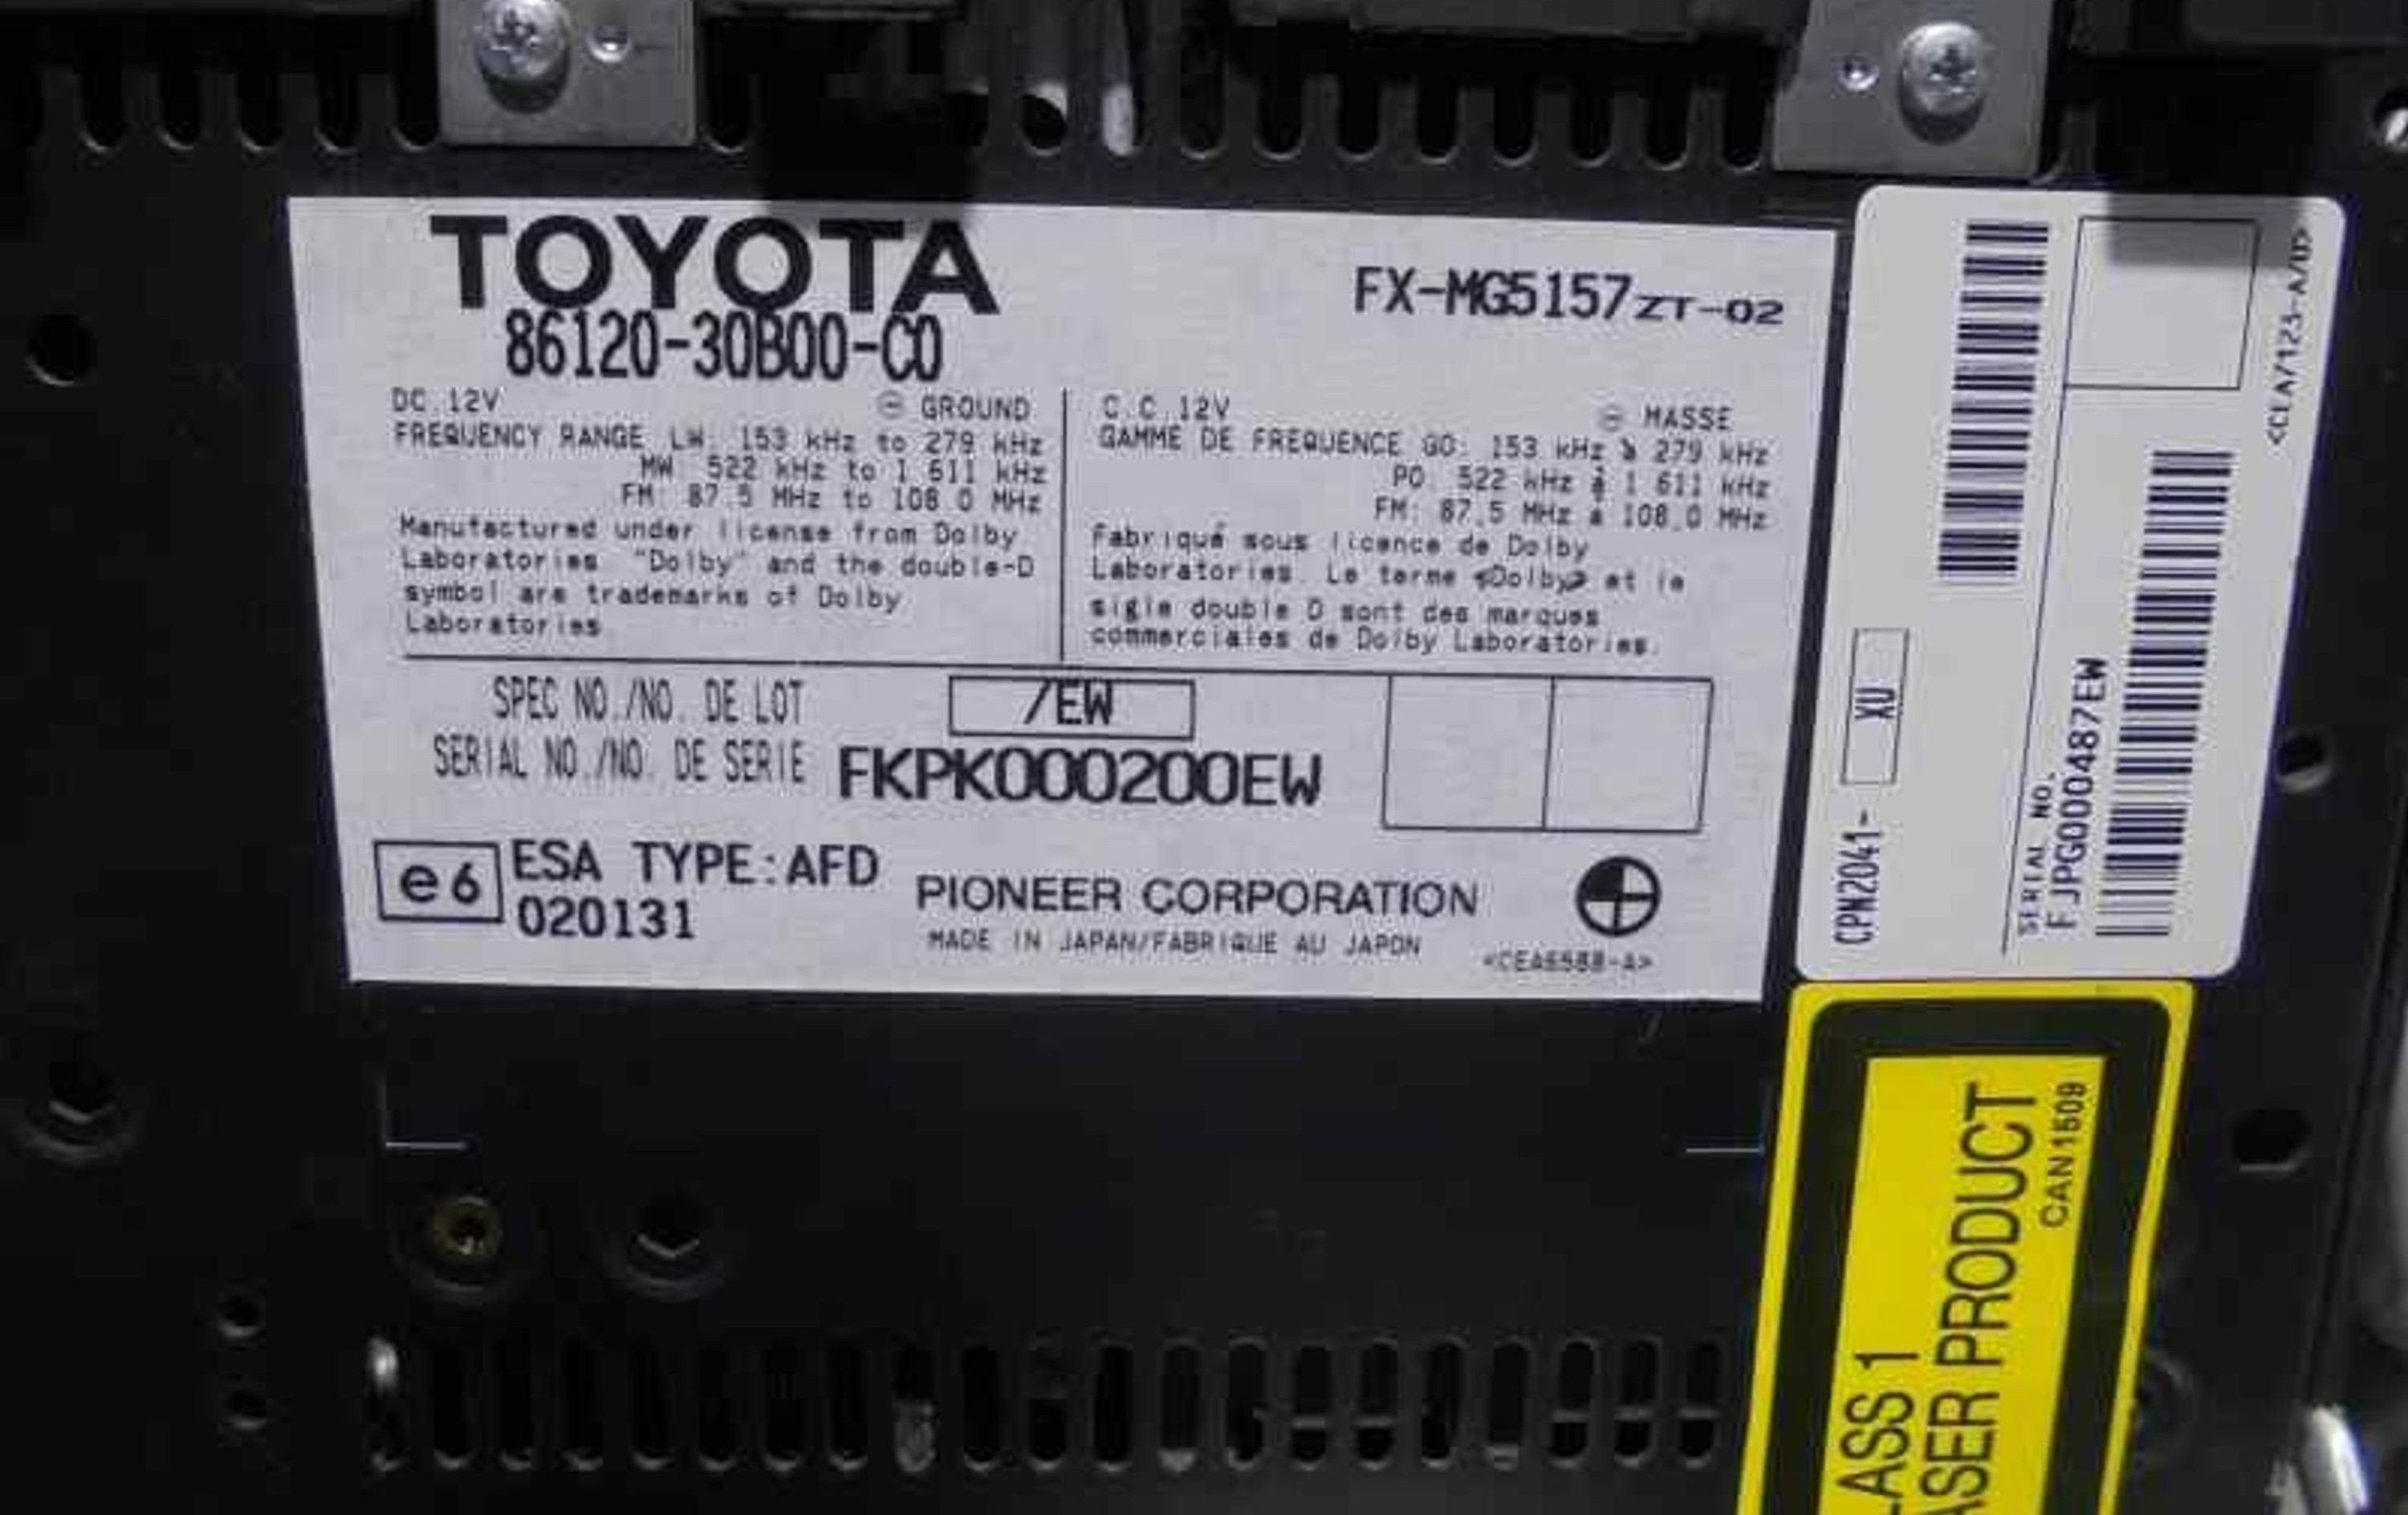 TOYOTA
86120-30B00-C0
FX-MG5157ZT-02
DC 12V ⊖ GROUND
FREQUENCY RANGE LW: 153 kHz to 279 kHz
MW 522 kHz to 1 611 kHz
FM: 87.5 MHz to 108.0 MHz
Manufactured under license from Dolby
Laboratories. "Dolby" and the double-D
symbol are trademarks of Dolby
Laboratories
C.C.12V ⊖ MASSE
GAMME DE FREQUENCE GO: 153 kHz à 279 kHz
PO: 522 kHz à 1 611 kHz
FM: 87.5 MHz à 108.0 MHz
Fabriqué sous licence de Dolby
Laboratories. Le terme «Dolby» et le
sigle double D sont des marques
commerciales de Dolby Laboratories.
SPEC NO./NO. DE LOT /EW
SERIAL NO./NO. DE SERIE FKPK000200EW
e6
ESA TYPE:AFD
020131
PIONEER CORPORATION
MADE IN JAPAN/FABRIQUE AU JAPON
<CEA6588-A>
CPN2041- XU
SERIAL NO.
FJPG000487EW
<CEA/123-A/D>
LASS 1
ASER PRODUCT
CAN1509